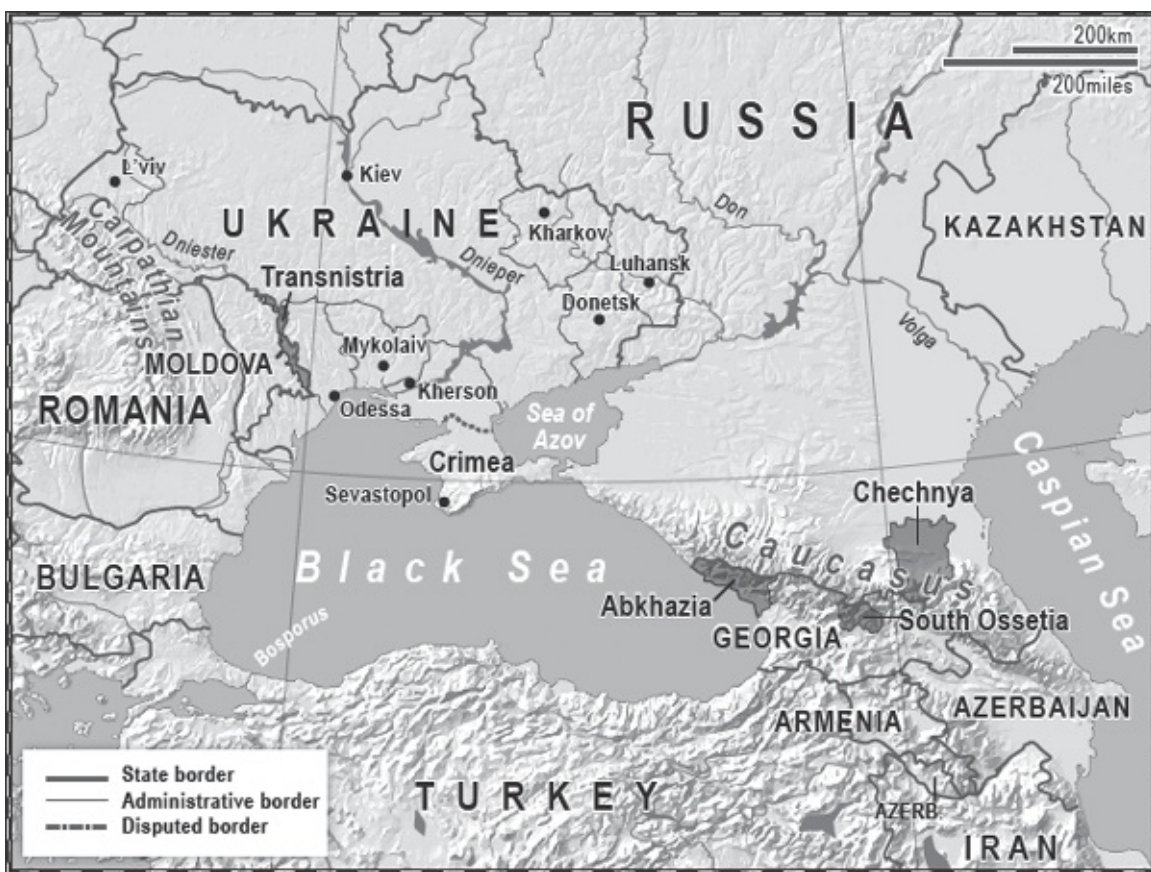 200km
200miles
RUSSIA
L'viv
Kiev
Carpathian
Mountains
UKRAINE
Kharkov
Don
KAZAKHSTAN
Dniester
Dnieper
Luhansk
Transnistria
Donetsk
Volga
Mykolaiv
MOLDOVA
Kherson
ROMANIA
Odessa
Sea of
Azov
Crimea
Caspian Sea
Sevastopol
Chechnya
Caucasus
Black Sea
BULGARIA
Abkhazia
South Ossetia
GEORGIA
Bosporus
ARMENIA
AZERBAIJAN
State border
Administrative border
Disputed border
TURKEY
AZERB.
IRAN